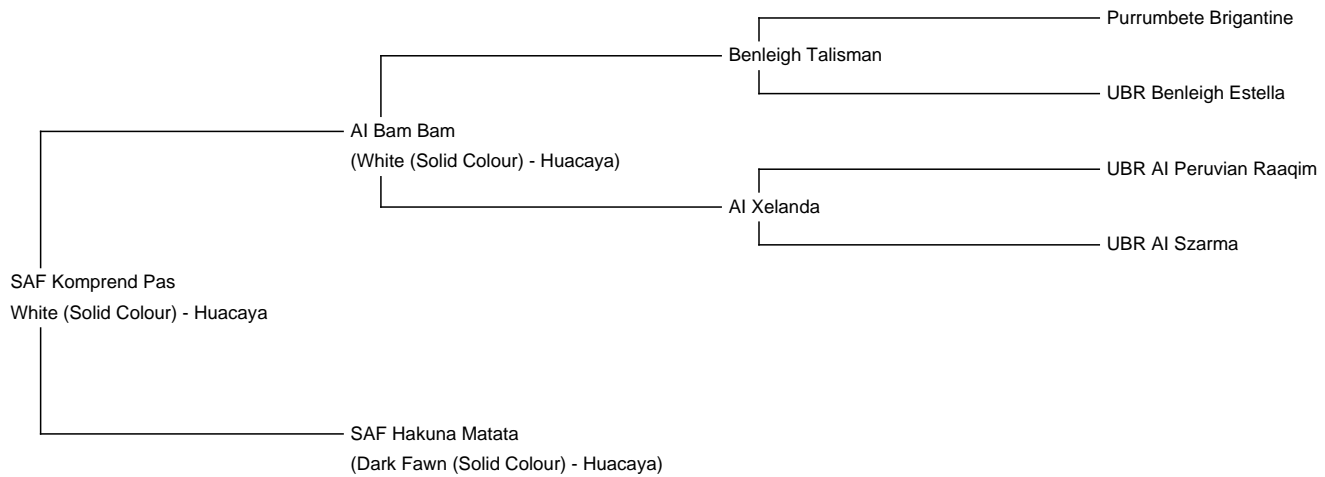 Purrumbete Brigantine
Benleigh Talisman
UBR Benleigh Estella
AI Bam Bam
(White (Solid Colour) - Huacaya)
UBR AI Peruvian Raaqim
AI Xelanda
UBR AI Szarma
SAF Komprend Pas
White (Solid Colour) - Huacaya
SAF Hakuna Matata
(Dark Fawn (Solid Colour) - Huacaya)